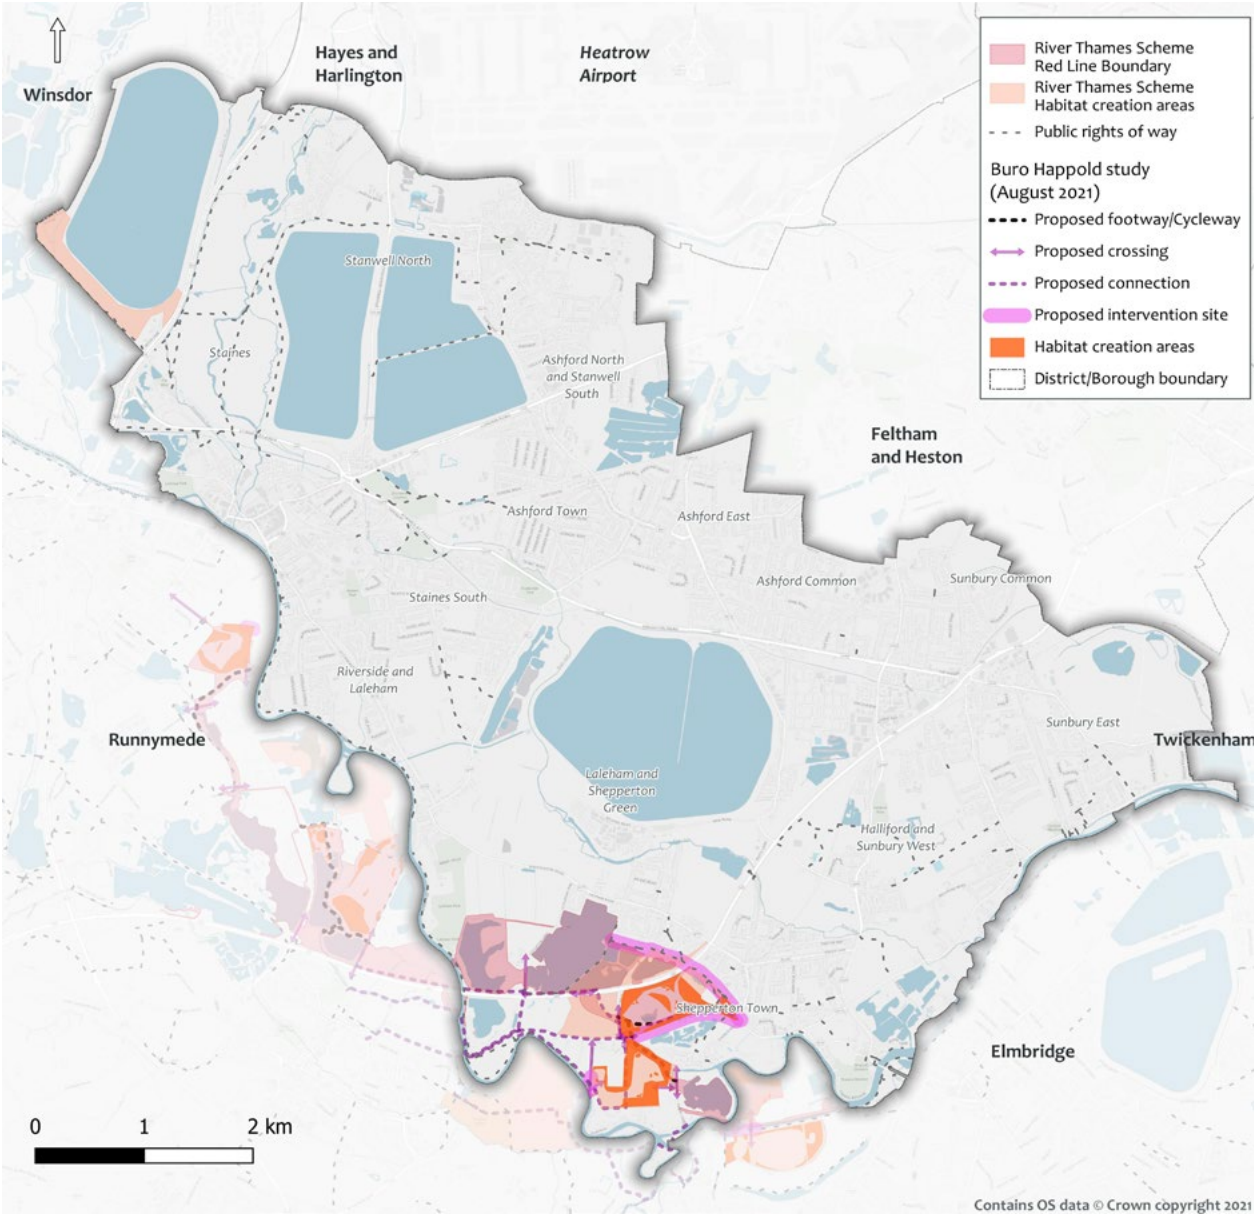 Hayes and
Harlington
Heatrow
Airport
Winsdor
River Thames Scheme
Red Line Boundary
River Thames Scheme
Habitat creation areas
Public rights of way
Buro Happold study
(August 2021)
Proposed footway/Cycleway
Proposed crossing
Proposed connection
Proposed intervention site
Habitat creation areas
District/Borough boundary
Stanwell North
Staines
Ashford North
and Stanwell
South
Feltham
and Heston
Ashford Town
Ashford East
Ashford Common
Sunbury Common
Staines South
Riverside and
Laleham
Runnymede
Sunbury East
Twickenham
Laleham and
Shepperton
Green
Halliford and
Sunbury West
Shepperton Town
Elmbridge
0 1 2 km
Contains OS data © Crown copyright 2021